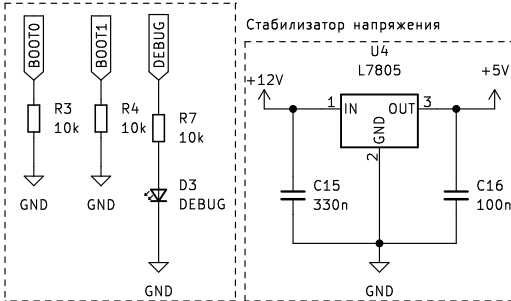 BOOT0
BOOT1
DEBUG
R3
10k
R4
10k
R7
10k
D3
DEBUG
GND
GND
GND
Стабилизатор напряжения
U4
L7805
+12V
+5V
1
IN
OUT
3
GND
2
C15
330n
C16
100n
GND